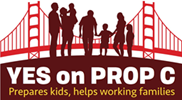 YES on PROP C
Prepares kids, helps working families